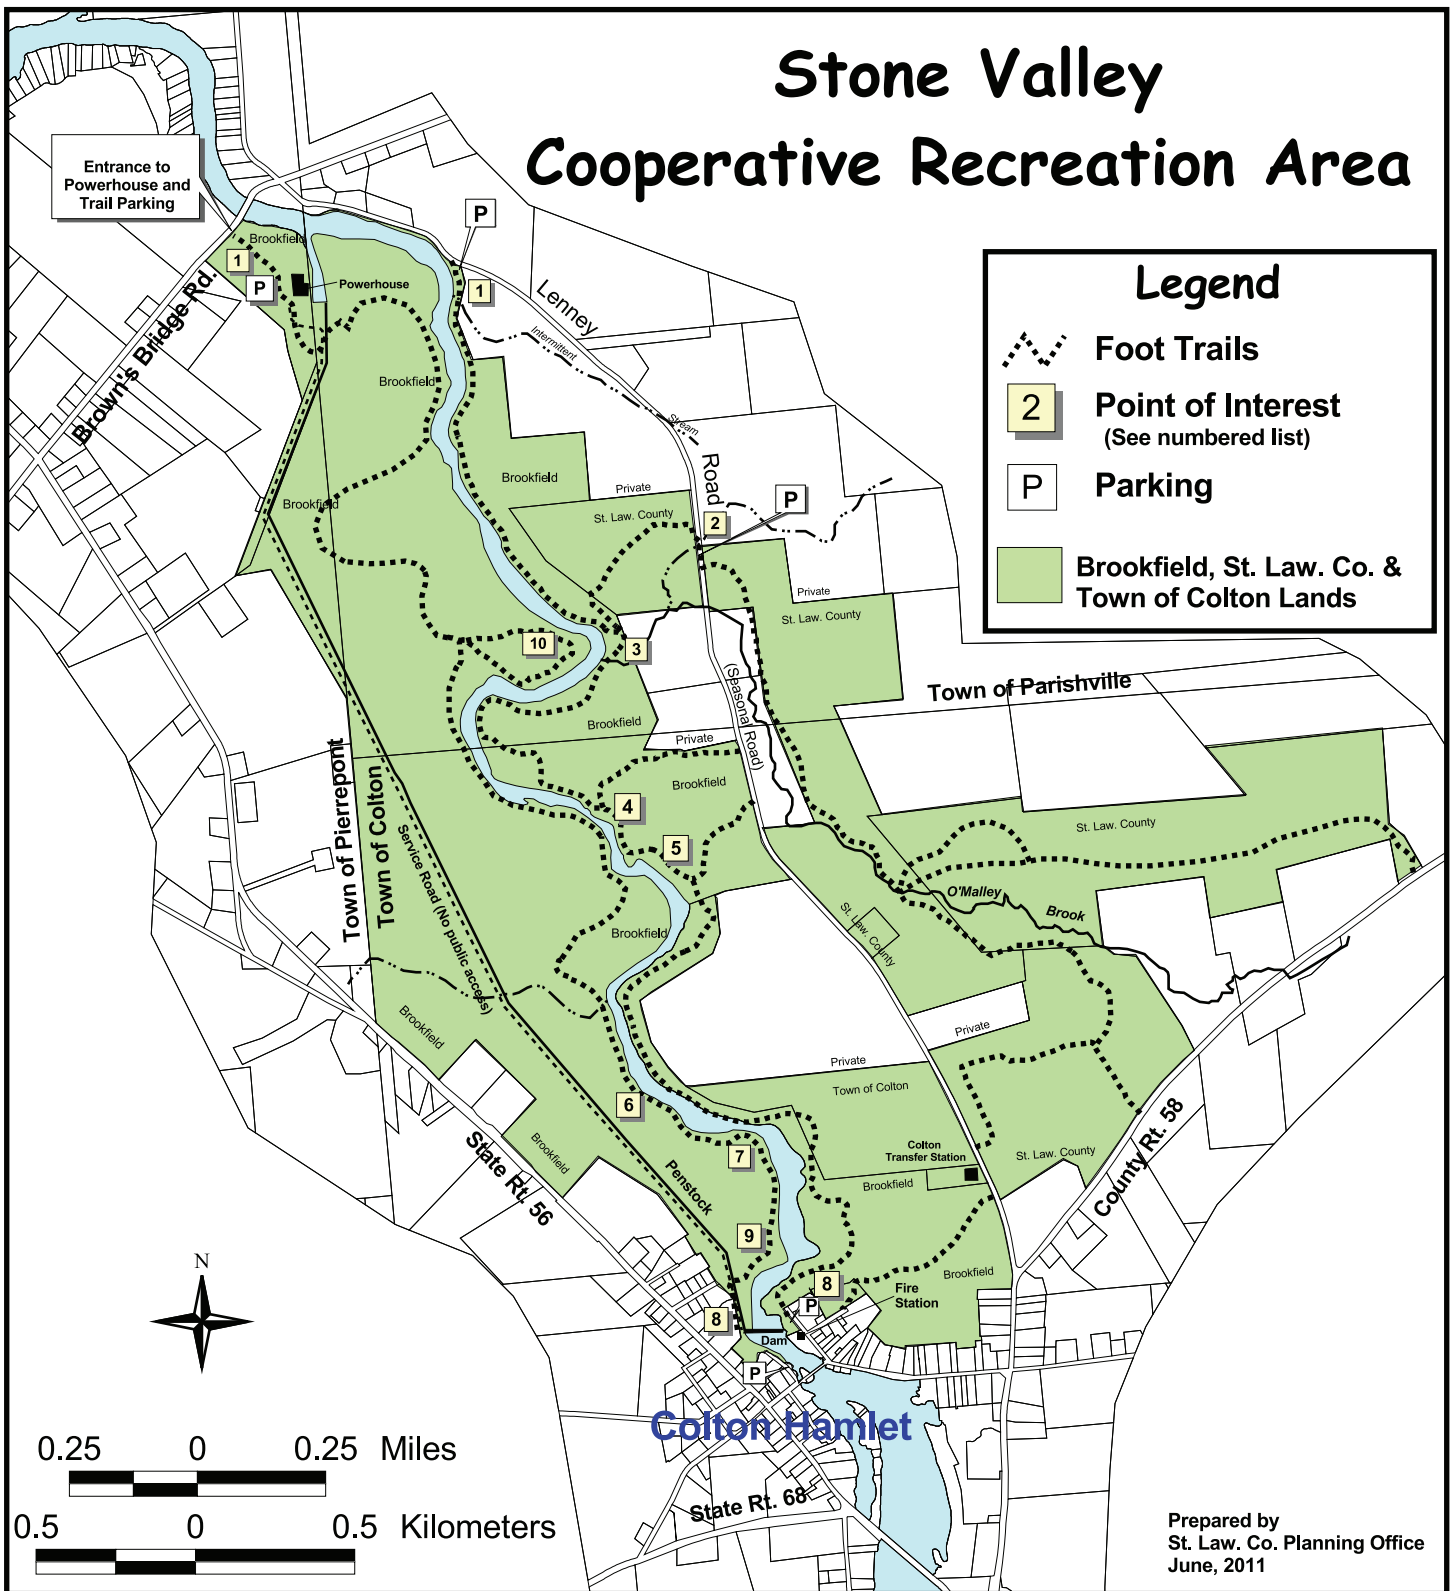 Stone Valley
Cooperative Recreation Area
Entrance to
Powerhouse and
Trail Parking
P
Brookfield
1
P
Powerhouse
1
Lenney
Road
(Seasonal Road)
Intermittent
Stream
Brown's Bridge Rd.
Legend
Foot Trails
2
Point of Interest
(See numbered list)
P
Parking
Brookfield, St. Law. Co. &
Town of Colton Lands
Brookfield
Brookfield
Brookfield
Private
St. Law. County
2
P
Private
St. Law. County
10
3
Town of Parishville
Brookfield
Private
Brookfield
Town of Pierrepont
Town of Colton
Service Road (No public access)
4
5
St. Law. County
O'Malley
Brook
St. Law. County
Brookfield
Brookfield
Private
Private
Town of Colton
6
7
Colton
Transfer Station
St. Law. County
County Rt. 58
Brookfield
Brookfield
State Rt. 56
Penstock
9
8
Brookfield
Fire
Station
P
8
Dam
P
N
Colton Hamlet
State Rt. 68
0.25 0 0.25 Miles
0.5 0 0.5 Kilometers
Prepared by
St. Law. Co. Planning Office
June, 2011